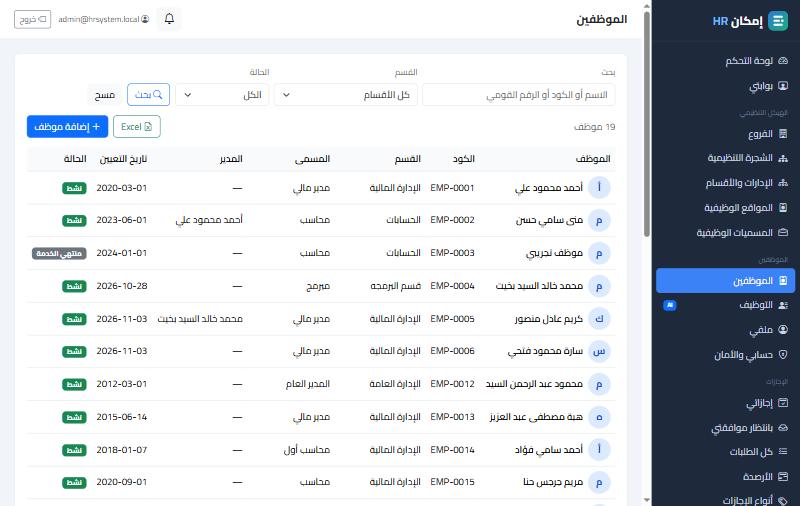 إمكان HR
لوحة التحكم
بوابتي
الهيكل التنظيمي
الفروع
الشجرة التنظيمية
الإدارات والأقسام
المواقع الوظيفية
المسميات الوظيفية
الموظفين
الموظفين
التوظيف AI
ملفي
حسابي والأمان
الإجازات
إجازاتي
بانتظار موافقتي
كل الطلبات
الأرصدة
أنواع الإجازات
الموظفين
admin@hrsystem.local
خروج
بحث القسم الحالة
الاسم أو الكود أو الرقم القومي كل الأقسام الكل بحث مسح
19 موظف Excel + إضافة موظف
الموظف الكود القسم المسمى المدير تاريخ التعيين الحالة
أ أحمد محمود علي EMP-0001 الإدارة المالية مدير مالي — 2020-03-01 نشط
م منى سامي حسن EMP-0002 الحسابات محاسب أحمد محمود علي 2023-06-01 نشط
م موظف تجريبي EMP-0003 الحسابات محاسب — 2024-01-01 منتهي الخدمة
م محمد خالد السيد بخيت EMP-0004 قسم البرمجه مبرمج — 2026-10-28 نشط
ك كريم عادل منصور EMP-0005 الإدارة المالية مدير مالي محمد خالد السيد بخيت 2026-11-03 نشط
س سارة محمود فتحي EMP-0006 الإدارة المالية محاسب — 2026-11-03 نشط
م محمود عبد الرحمن السيد EMP-0012 الإدارة العامة المدير العام — 2012-03-01 نشط
ه هبة مصطفى عبد العزيز EMP-0013 الإدارة المالية مدير مالي — 2015-06-14 نشط
أ أحمد سامي فؤاد EMP-0014 الإدارة المالية محاسب أول — 2018-01-07 نشط
م مريم جرجس حنا EMP-0015 الإدارة المالية محاسب — 2020-09-01 نشط